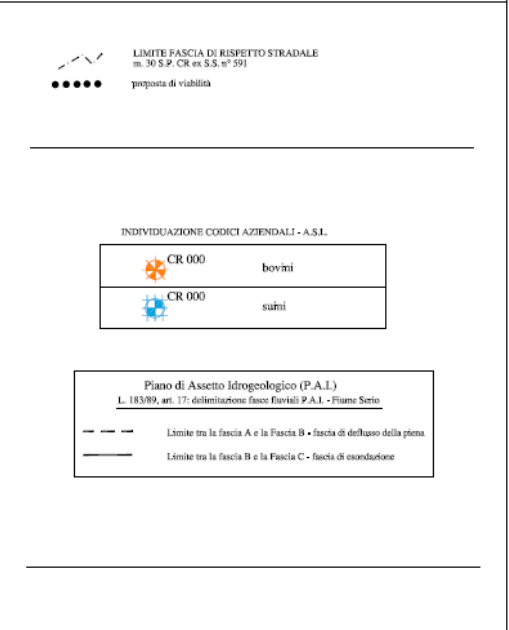 LIMITE FASCIA DI RISPETTO STRADALE
m. 30 S.P. CR ex S.S. n° 591
proposta di viabilità
INDIVIDUAZIONE CODICI AZIENDALI - A.S.L.
CR 000
bovini
CR 000
suini
Piano di Assetto Idrogeologico (P.A.I.)
L. 183/89, art. 17: delimitazione fasce fluviali P.A.I. - Fiume Serio
Limite tra la fascia A e la Fascia B - fascia di deflusso della piena
Limite tra la fascia B e la Fascia C - fascia di esondazione